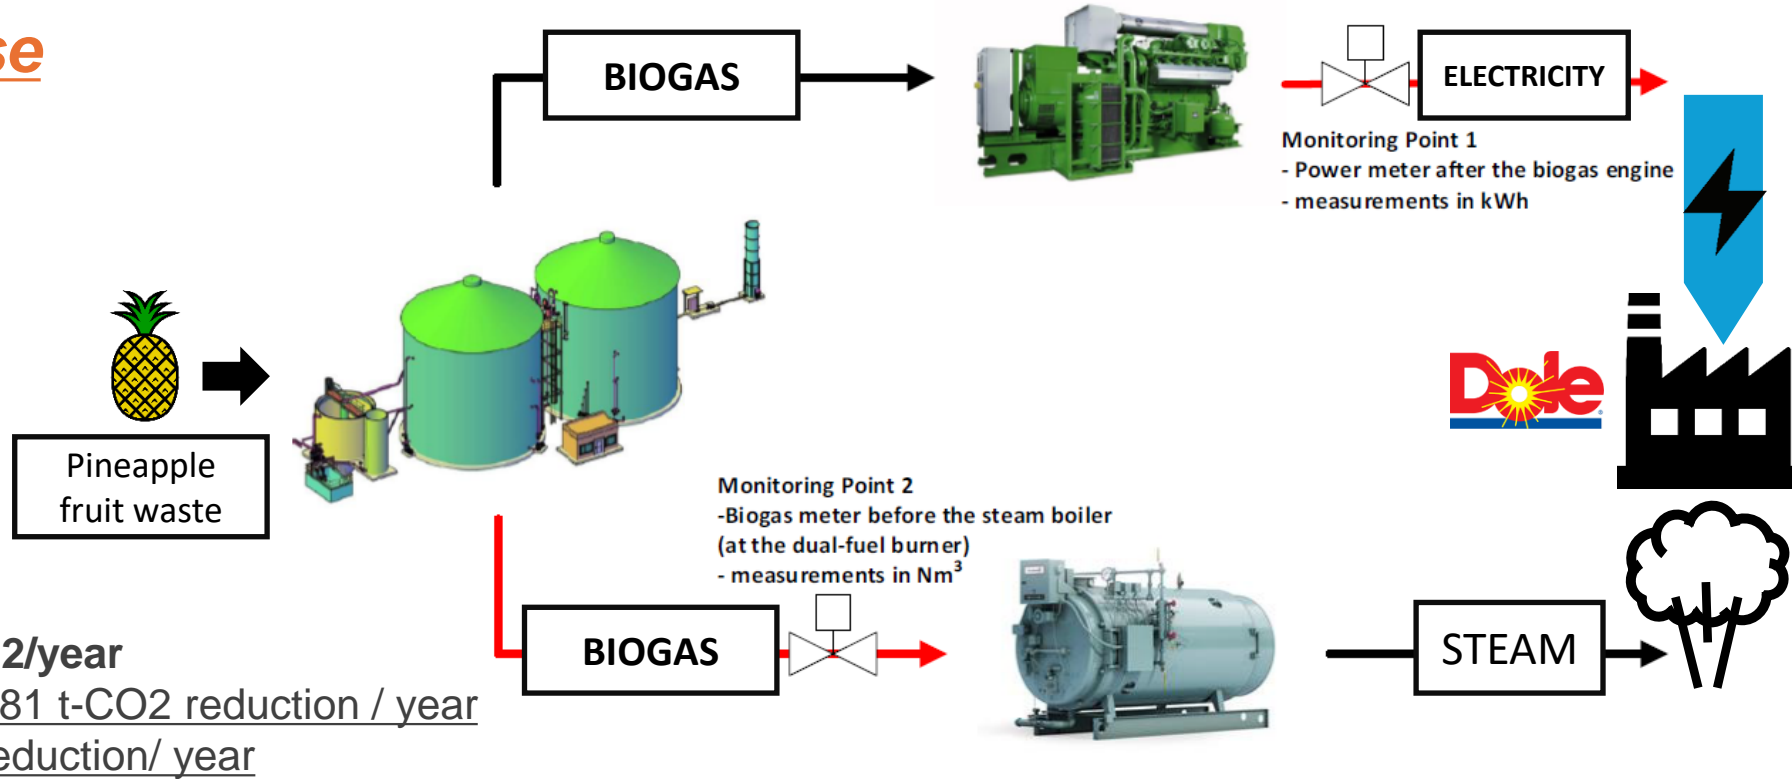 se
BIOGAS
ELECTRICITY
Monitoring Point 1
- Power meter after the biogas engine
- measurements in kWh
Dole
Pineapple
fruit waste
Monitoring Point 2
-Biogas meter before the steam boiler
(at the dual-fuel burner)
- measurements in Nm³
BIOGAS
STEAM
2/year
81 t-CO2 reduction / year
eduction/ year